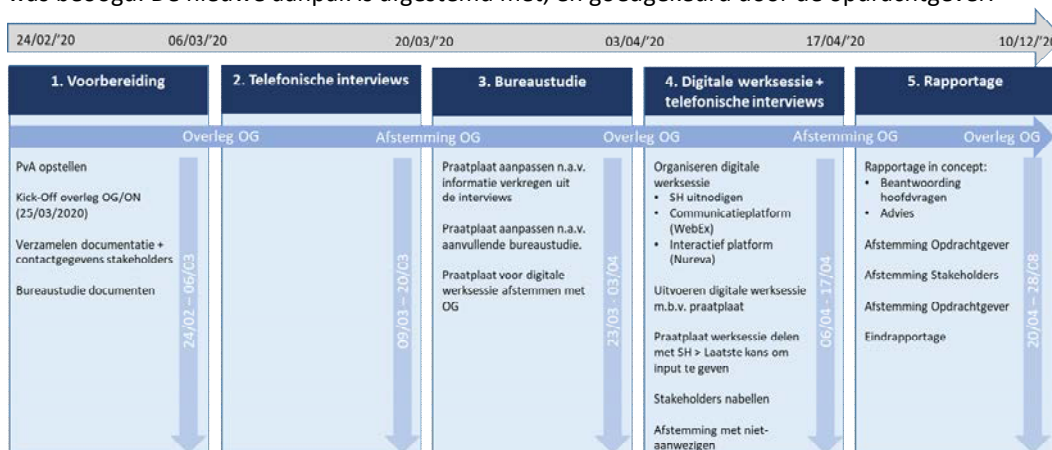 was beoogd. De nieuwe aanpak is afgestemd met, en goedgekeurd door de opdrachtgever.
24/02/'20 06/03/'20 20/03/'20 03/04/'20 17/04/'20 10/12/'20
1. Voorbereiding
Overleg OG
PvA opstellen
Kick-Off overleg OG/ON
(25/03/2020)
Verzamelen documentatie +
contactgegevens stakeholders
Bureaustudie documenten
24/02 – 06/03
2. Telefonische interviews
Afstemming OG
09/03 – 20/03
3. Bureaustudie
Overleg OG
Praatplaat aanpassen n.a.v.
informatie verkregen uit
de interviews
Praatplaat aanpassen n.a.v.
aanvullende bureaustudie.
Praatplaat voor digitale
werksessie afstemmen met
OG
23/03 - 03/04
4. Digitale werksessie +
telefonische interviews
Afstemming OG
Organiseren digitale
werksessie
• SH uitnodigen
• Communicatieplatform
(WebEx)
• Interactief platform
(Nureva)
Uitvoeren digitale werksessie
m.b.v. praatplaat
Praatplaat werksessie delen
met SH > Laatste kans om
input te geven
Stakeholders nabellen
Afstemming met niet-
aanwezigen
06/04 - 17/04
5. Rapportage
Overleg OG
Rapportage in concept:
• Beantwoording
hoofdvragen
• Advies
Afstemming Opdrachtgever
Afstemming Stakeholders
Afstemming Opdrachtgever
Eindrapportage
20/04 – 28/08